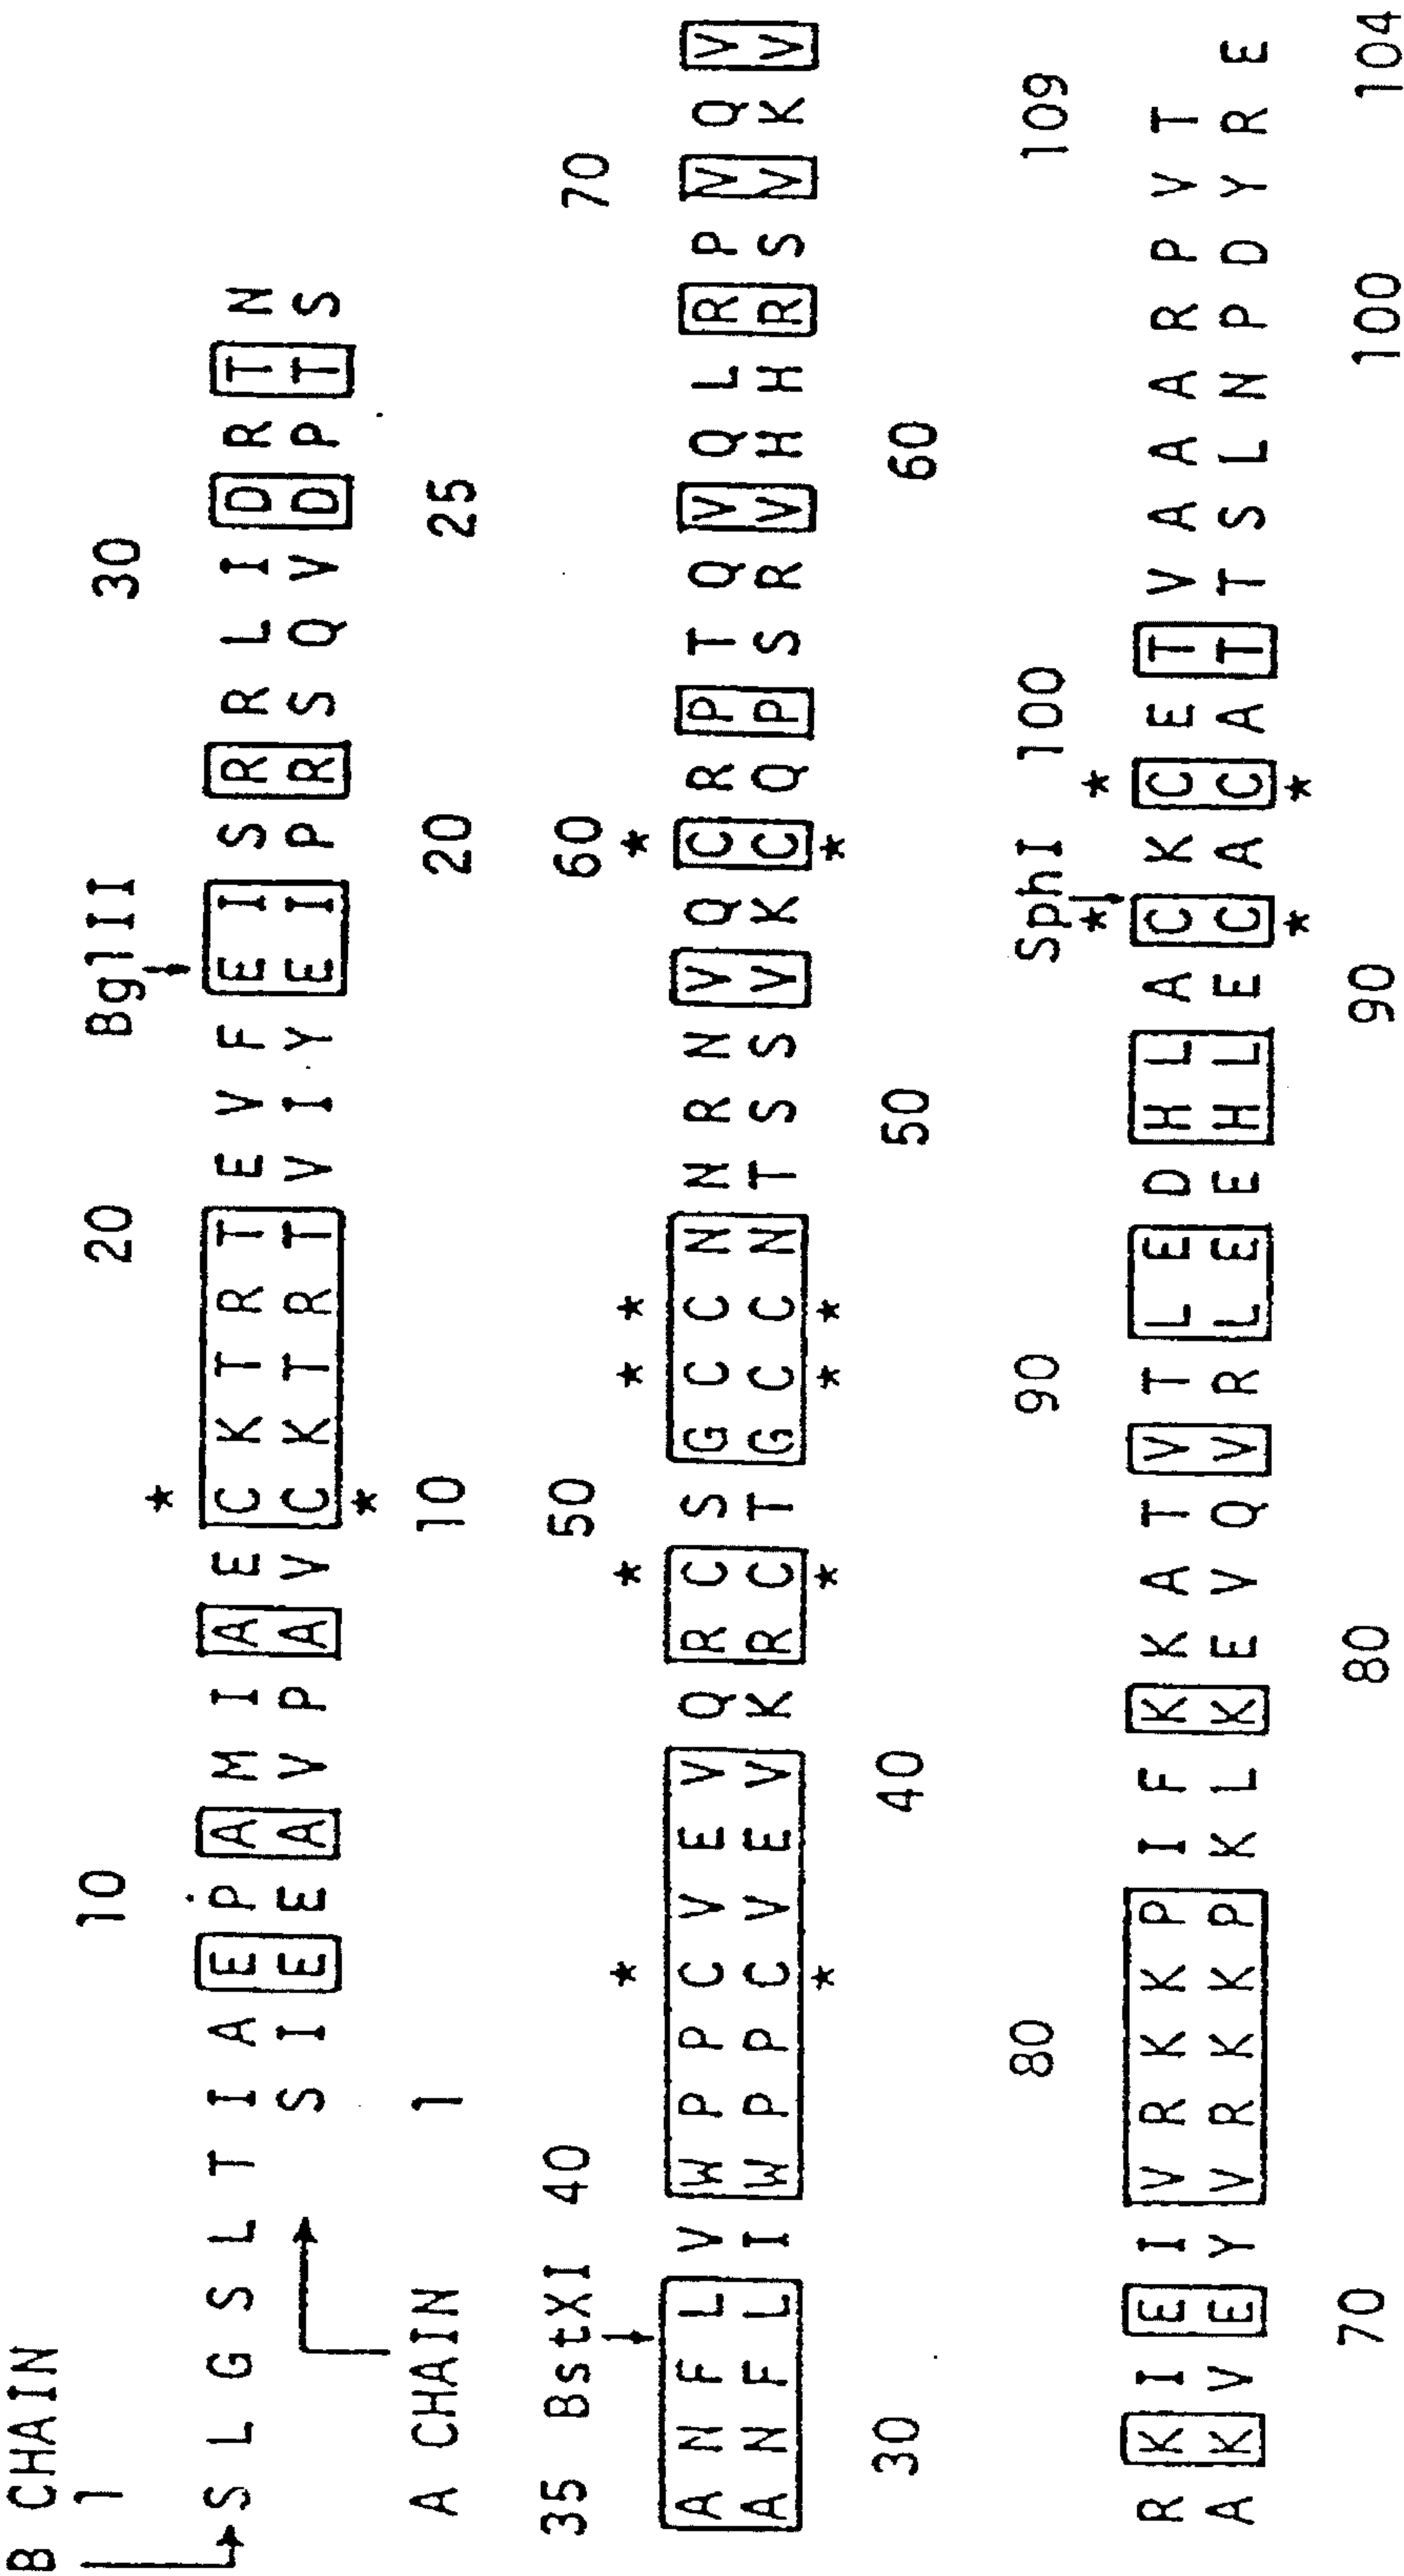 B CHAIN
1 10 20 BglII 30
*
S L G S L T I A E P A M I A E C K T R T E V F E I S R R L I D R T N
S I E E A V P A V C K T R T V I Y E I P R S Q V D P T S
*
A CHAIN 1 10 20 25
35 BstXI 40 50 60 70
* * * * *
A N F L V W P P C V E V Q R C S G C C N N R N V Q C R P T Q V Q L R P V Q V
A N F L I W P P C V E V K R C T G C C N T S S V K C Q P S R V H H R S V K V
* * * * *
30 40 50 60
80 90 SphI 100 109
* *
R K I E I V R K K P I F K K A T V T L E D H L A C K C E T V A A A R P V T
A K V E Y V R K K P K L K E V Q V R L E E H L E C A C A T T S L N P D Y R E
* *
70 80 90 100 104